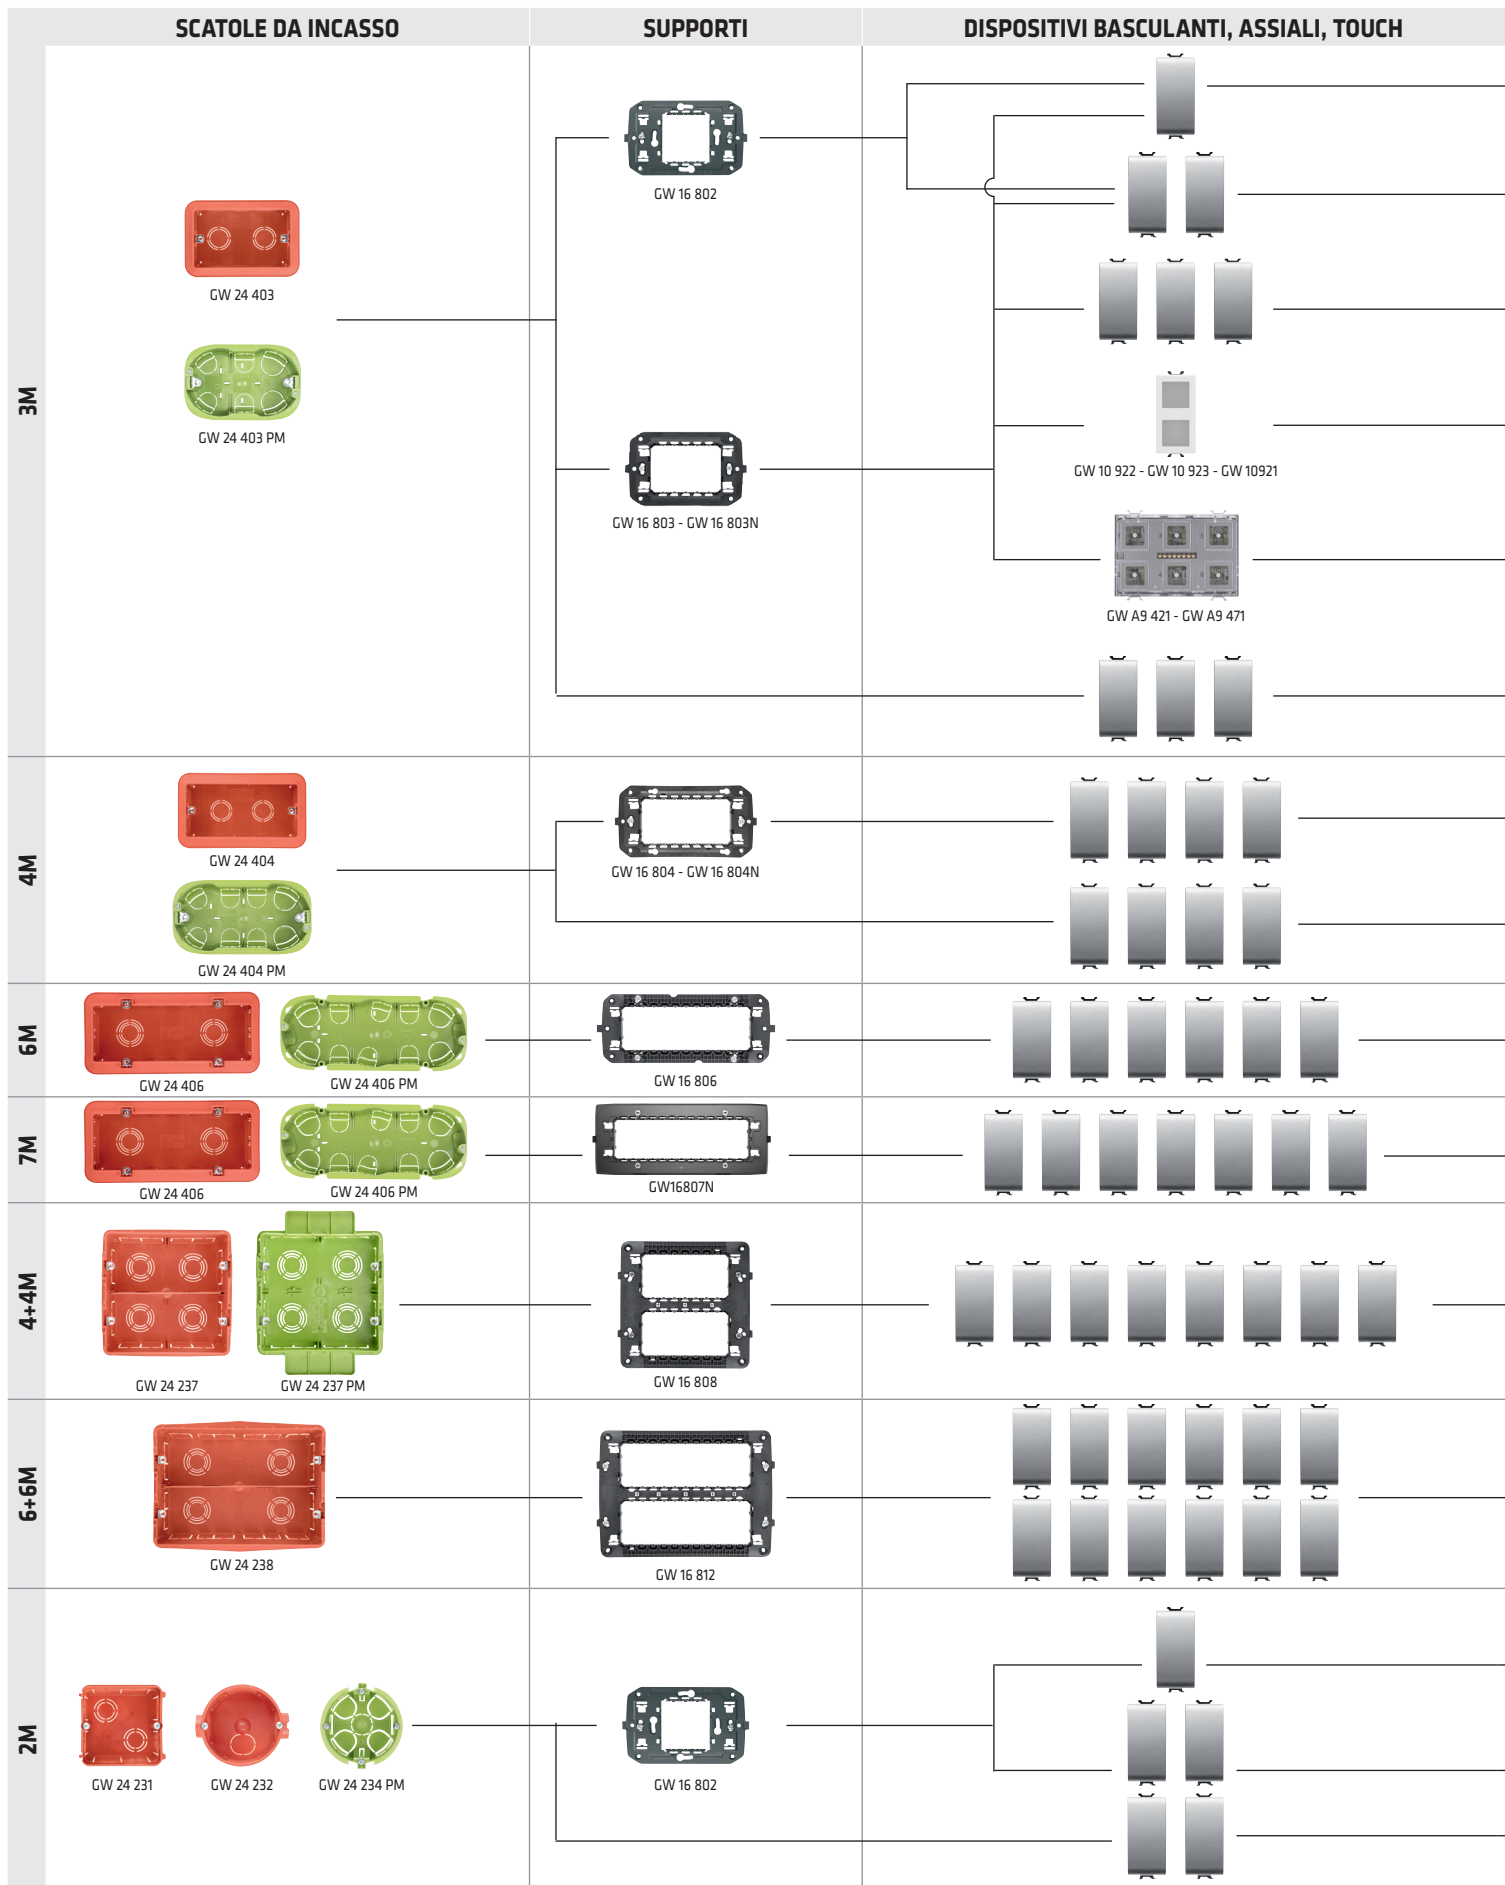 SCATOLE DA INCASSO
SUPPORTI
DISPOSITIVI BASCULANTI, ASSIALI, TOUCH
3M
GW 24 403
GW 24 403 PM
GW 16 802
GW 16 803 - GW 16 803N
GW 10 922 - GW 10 923 - GW 10921
GW A9 421 - GW A9 471
4M
GW 24 404
GW 24 404 PM
GW 16 804 - GW 16 804N
6M
GW 24 406
GW 24 406 PM
GW 16 806
7M
GW 24 406
GW 24 406 PM
GW16807N
4+4M
GW 24 237
GW 24 237 PM
GW 16 808
6+6M
GW 24 238
GW 16 812
2M
GW 24 231
GW 24 232
GW 24 234 PM
GW 16 802